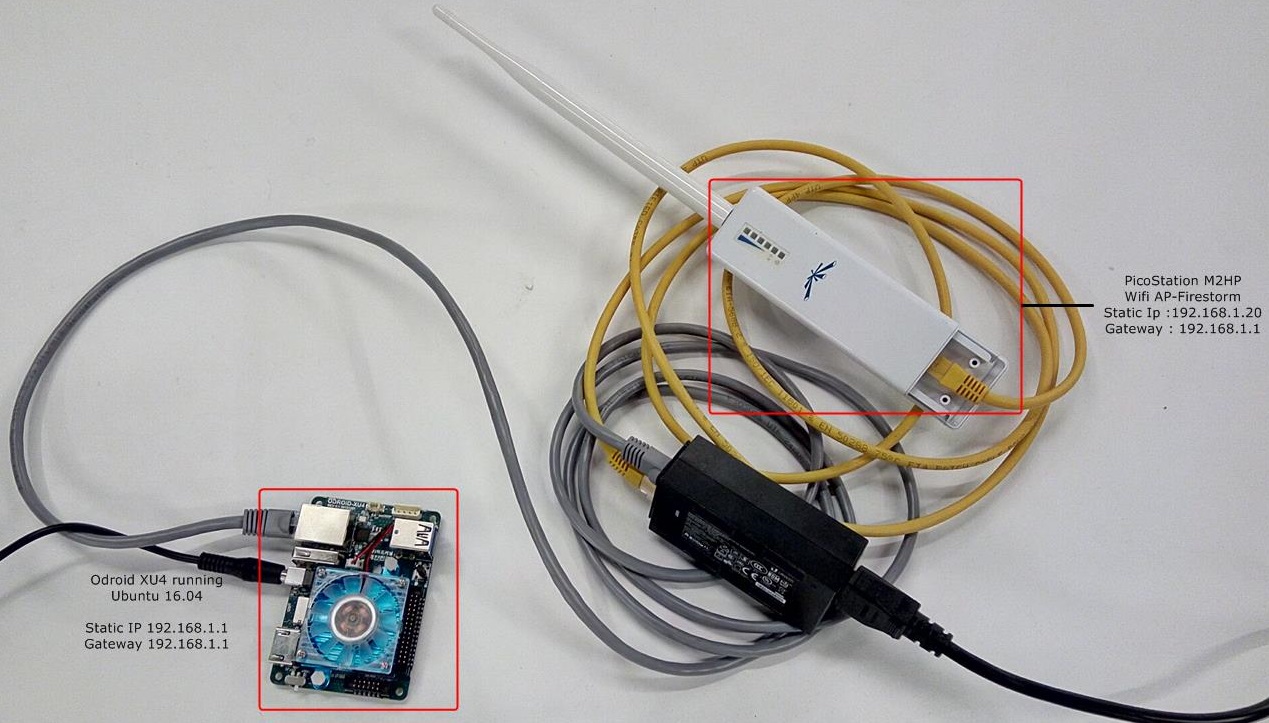 PicoStation M2HP
Wifi AP-Firestorm
Static Ip :192.168.1.20
Gateway : 192.168.1.1
ODROID-XU4
Odroid XU4 running
Ubuntu 16.04
Static IP 192.168.1.1
Gateway 192.168.1.1